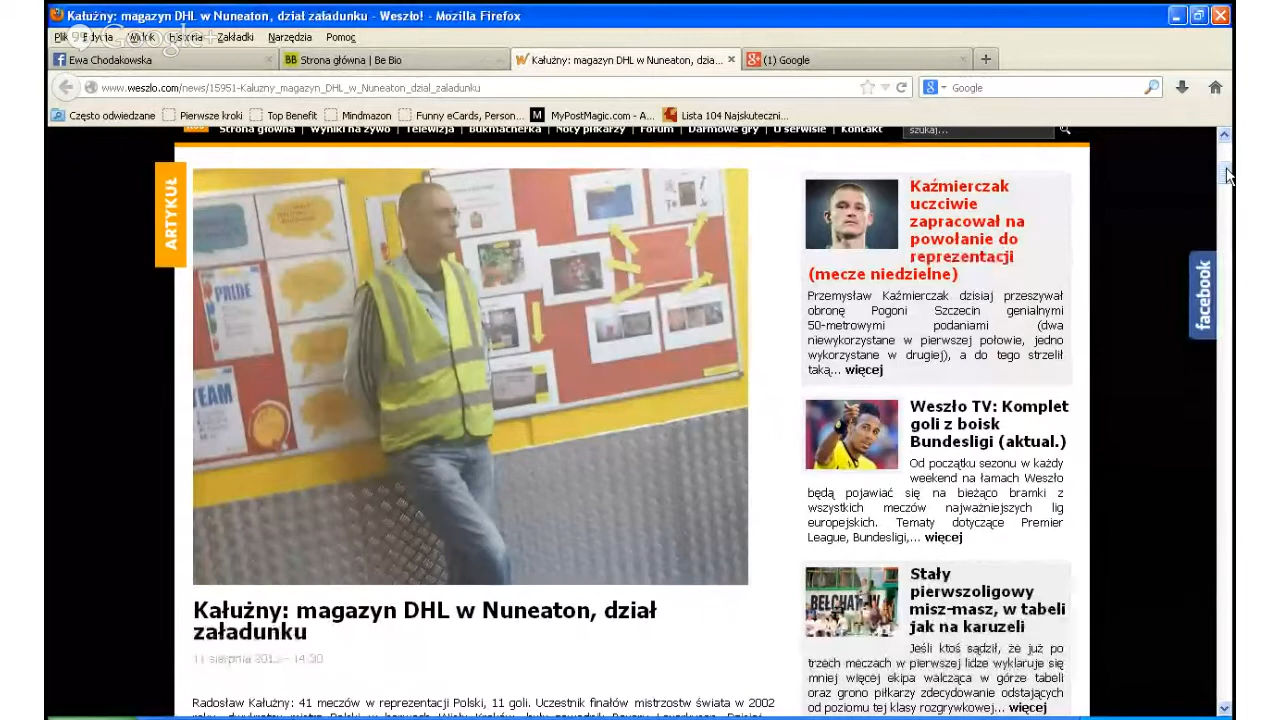 Kałużny: magazyn DHL w Nuneaton, dział załadunku - Weszło! - Mozilla Firefox
Plik Edycja Widok Historia Zakładki Narzędzia Pomoc
Google+
Ewa Chodakowska
BB Strona główna | Be Bio
Kałużny: magazyn DHL w Nuneaton, dzia...
(1) Google
www.weszlo.com/news/15951-Kaluzny_magazyn_DHL_w_Nuneaton_dzial_zaladunku
Google
Często odwiedzane Pierwsze kroki Top Benefit Mindmazon Funny eCards, Person... MyPostMagic.com - A... Lista 104 Najskuteczni...
Strona główna Wyniki na żywo Telewizja Bukmacherka Noty piłkarzy Forum Darmowe gry O serwisie Kontakt
szukaj...
ARTYKUŁ
PRIDE
TEAM
Kałużny: magazyn DHL w Nuneaton, dział
załadunku
Radosław Kałużny: 41 meczów w reprezentacji Polski, 11 goli. Uczestnik finałów mistrzostw świata w 2002
Kaźmierczak
uczciwie
zapracował na
powołanie do
reprezentacji
(mecze niedzielne)
Przemysław Kaźmierczak dzisiaj przeszywał
obronę Pogoni Szczecin genialnymi
50-metrowymi podaniami (dwa
niewykorzystane w pierwszej połowie, jedno
wykorzystane w drugiej), a do tego strzelił
taką... więcej
Weszło TV: Komplet
goli z boisk
Bundesligi (aktual.)
Od początku sezonu w każdy
weekend na łamach Weszło
będą pojawiać się na bieżąco bramki z
wszystkich meczów najważniejszych lig
europejskich. Tematy dotyczące Premier
League, Bundesligi,... więcej
BEŁCHATÓW
Stały
pierwszoligowy
misz-masz, w tabeli
jak na karuzeli
Jeśli ktoś sądził, że już po
trzech meczach w pierwszej lidze wyklaruje się
mniej więcej ekipa walcząca w górze tabeli
oraz grono piłkarzy zdecydowanie odstających
od poziomu tej klasy rozgrywkowej... więcej
facebook